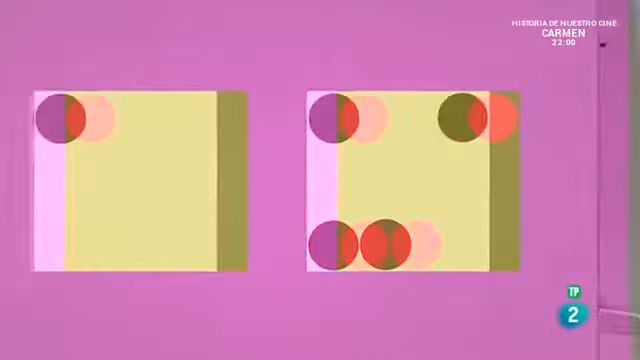 HISTORIA DE NUESTRO CINE
CARMEN
22:00
TP
2